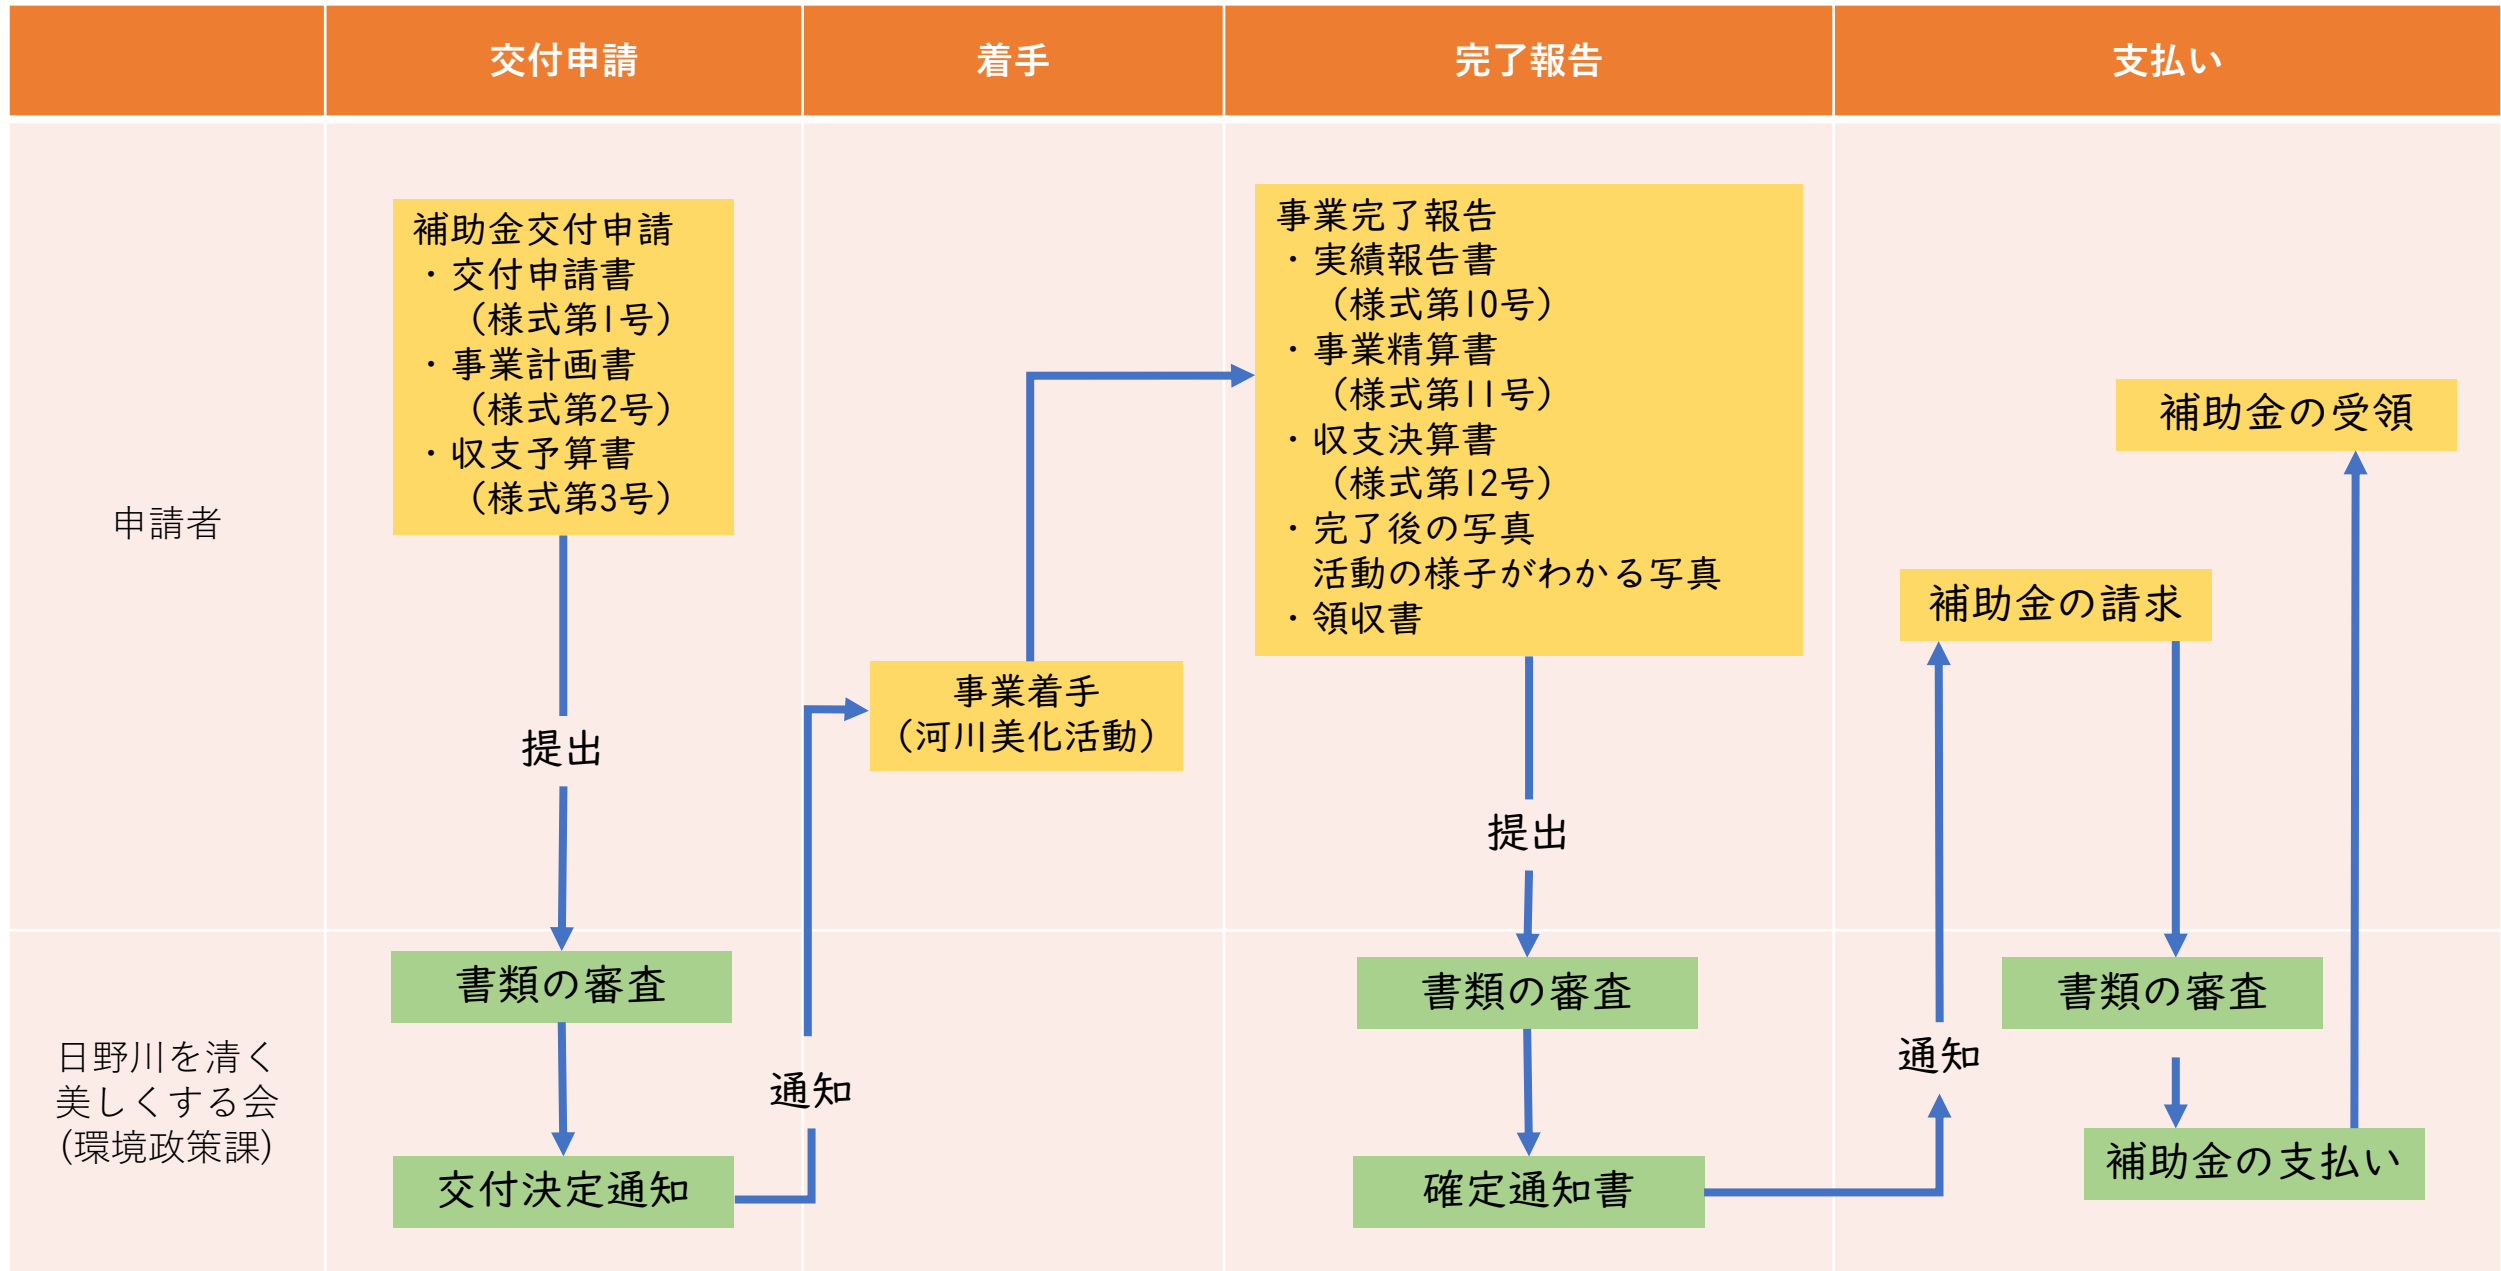 交付申請
着手
完了報告
支払い
申請者
補助金交付申請
・交付申請書
（様式第1号）
・事業計画書
（様式第2号）
・収支予算書
（様式第3号）
提出
事業着手
（河川美化活動）
事業完了報告
・実績報告書
（様式第10号）
・事業精算書
（様式第11号）
・収支決算書
（様式第12号）
・完了後の写真
活動の様子がわかる写真
・領収書
提出
補助金の受領
補助金の請求
日野川を清く
美しくする会
（環境政策課）
書類の審査
交付決定通知
通知
書類の審査
確定通知書
通知
書類の審査
補助金の支払い